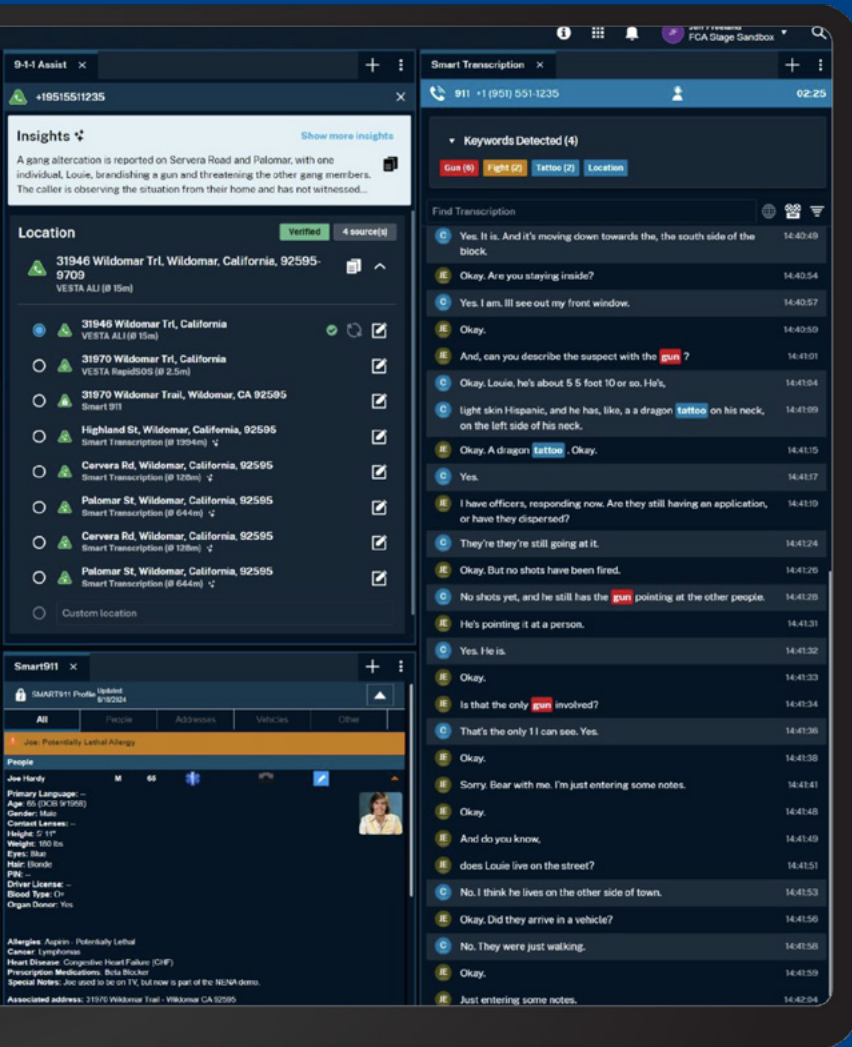 Jeff Freeland
JF
FCA Stage Sandbox
9-1-1 Assist
+19515511235
Insights
Show more insights
A gang altercation is reported on Servera Road and Palomar, with one
individual, Louie, brandishing a gun and threatening the other gang members.
The caller is observing the situation from their home and has not witnessed...
Location
Verified
4 source(s)
31946 Wildomar Trl, Wildomar, California, 92595-
9709
VESTA ALI (Ø 15m)
31946 Wildomar Trl, California
VESTA ALI (Ø 15m)
31970 Wildomar Trl, California
VESTA RapidSOS (Ø 2.5m)
31970 Wildomar Trail, Wildomar, CA 92595
Smart 911
Highland St, Wildomar, California, 92595
Smart Transcription (Ø 1994m)
Cervera Rd, Wildomar, California, 92595
Smart Transcription (Ø 128m)
Palomar St, Wildomar, California, 92595
Smart Transcription (Ø 644m)
Cervera Rd, Wildomar, California, 92595
Smart Transcription (Ø 128m)
Palomar St, Wildomar, California, 92595
Smart Transcription (Ø 644m)
Custom location
Smart911
SMART911 Profile Updated:
6/18/2024
All People Addresses Vehicles Other
Joe: Potentially Lethal Allergy
People
Joe Hardy M 65
Primary Language: --
Age: 65 (DOB 9/1958)
Gender: Male
Contact Lenses: --
Height: 5' 11"
Weight: 180 lbs
Eyes: Blue
Hair: Blonde
PIN: --
Driver License: --
Blood Type: O+
Organ Donor: Yes
Allergies: Aspirin - Potentially Lethal
Cancer: Lymphomas
Heart Disease: Congestive Heart Failure (CHF)
Prescription Medications: Beta Blocker
Special Notes: Joe used to be on TV, but now is part of the NENA demo.
Associated address: 31970 Wildomar Trail - Wildomar CA 92595
Smart Transcription
911 +1 (951) 551-1235 02:25
Keywords Detected (4)
Gun (6) Fight (2) Tattoo (2) Location
Find Transcription
C Yes. It is. And it's moving down towards the, the south side of the 14:40:49
block.
JE Okay. Are you staying inside? 14:40:54
C Yes. I am. Ill see out my front window. 14:40:57
JE Okay. 14:40:59
JE And, can you describe the suspect with the gun ? 14:41:01
C Okay. Louie, he's about 5 5 foot 10 or so. He's, 14:41:04
C light skin Hispanic, and he has, like, a a dragon tattoo on his neck, 14:41:09
on the left side of his neck.
JE Okay. A dragon tattoo . Okay. 14:41:15
C Yes. 14:41:17
JE I have officers, responding now. Are they still having an application, 14:41:19
or have they dispersed?
C They're they're still going at it. 14:41:24
JE Okay. But no shots have been fired. 14:41:26
C No shots yet, and he still has the gun pointing at the other people. 14:41:28
JE He's pointing it at a person. 14:41:31
C Yes. He is. 14:41:32
JE Okay. 14:41:33
JE Is that the only gun involved? 14:41:34
C That's the only 1 I can see. Yes. 14:41:36
JE Okay. 14:41:38
JE Sorry. Bear with me. I'm just entering some notes. 14:41:41
JE Okay. 14:41:48
JE And do you know, 14:41:49
JE does Louie live on the street? 14:41:51
C No. I think he lives on the other side of town. 14:41:53
JE Okay. Did they arrive in a vehicle? 14:41:56
C No. They were just walking. 14:41:58
JE Okay. 14:41:59
JE Just entering some notes. 14:42:04